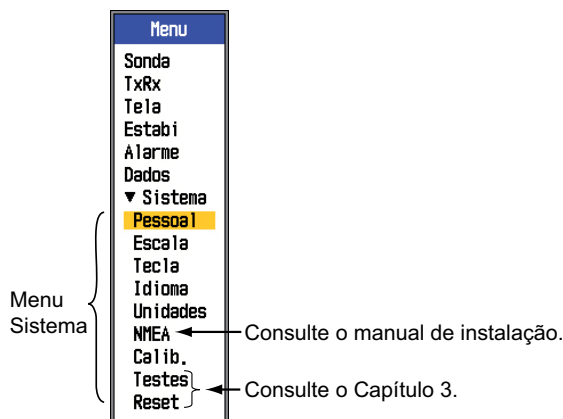 Menu
Sonda
TxRx
Tela
Estabi
Alarme
Dados
▼ Sistema
Pessoal
Escala
Tecla
Idioma
Unidades
NMEA
Calib.
Testes
Reset
Menu
Sistema
Consulte o manual de instalação.
Consulte o Capítulo 3.